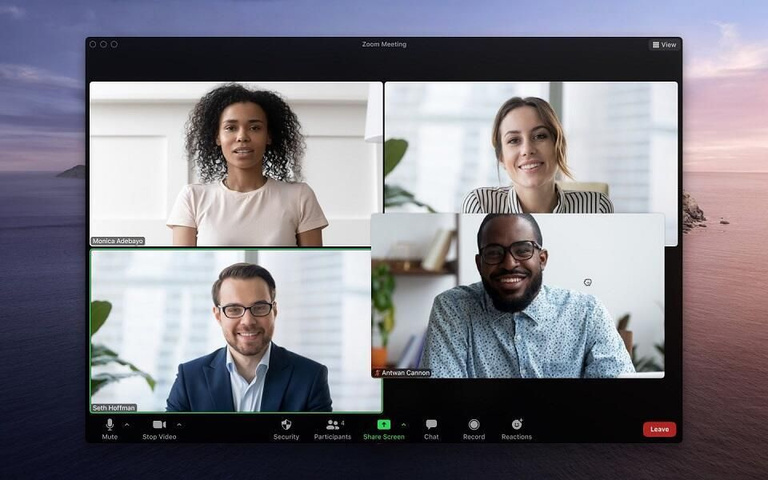 Zoom Meeting
View
Monica Adebayo
Antwan Cannon
Seth Hoffman
Mute
Stop Video
Security
Participants
4
Share Screen
Chat
Record
Reactions
Leave